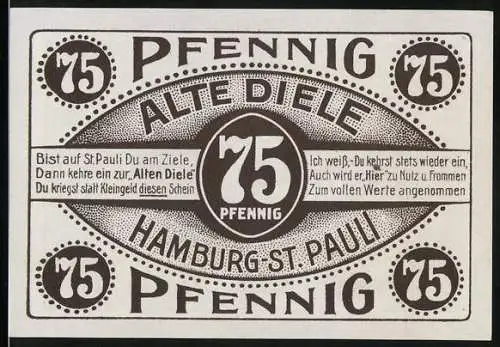 75 PFENNIG 75
ALTE DIELE
Bist auf St. Pauli Du am Ziele,
Dann kehre ein zur „Alten Diele“
Du kriegst statt Kleingeld diesen Schein
75
PFENNIG
Ich weiß,-Du kehrst stets wieder ein,
Auch wird er „Hier“ zu Nutz u. Frommen
Zum vollen Werte angenommen
HAMBURG-ST. PAULI
75 PFENNIG 75